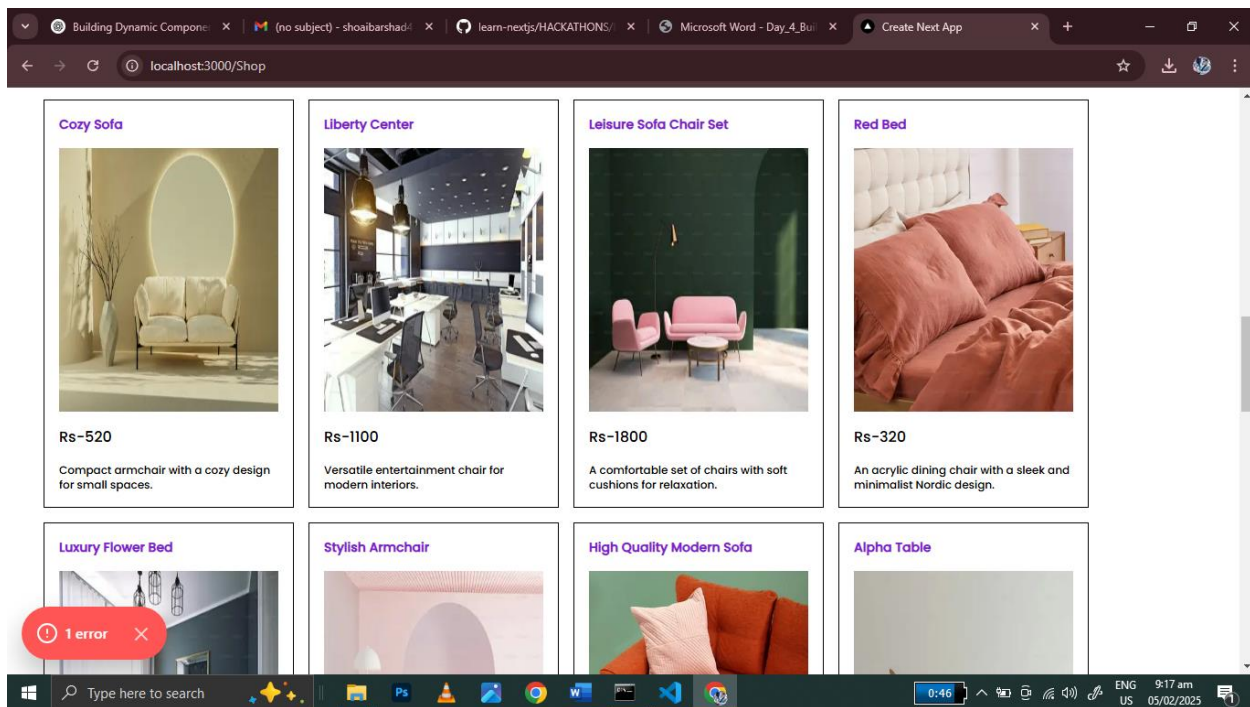 Building Dynamic Compone
(no subject) - shoaibarshad4
learn-nextjs/HACKATHONS/
Microsoft Word - Day_4_Buil
Create Next App
localhost:3000/Shop
Cozy Sofa
Liberty Center
Leisure Sofa Chair Set
Red Bed
Rs-520
Rs-1100
Rs-1800
Rs-320
Compact armchair with a cozy design
for small spaces.
Versatile entertainment chair for
modern interiors.
A comfortable set of chairs with soft
cushions for relaxation.
An acrylic dining chair with a sleek and
minimalist Nordic design.
Luxury Flower Bed
Stylish Armchair
High Quality Modern Sofa
Alpha Table
1 error
Type here to search
Ps
0:46
ENG
US
9:17 am
05/02/2025